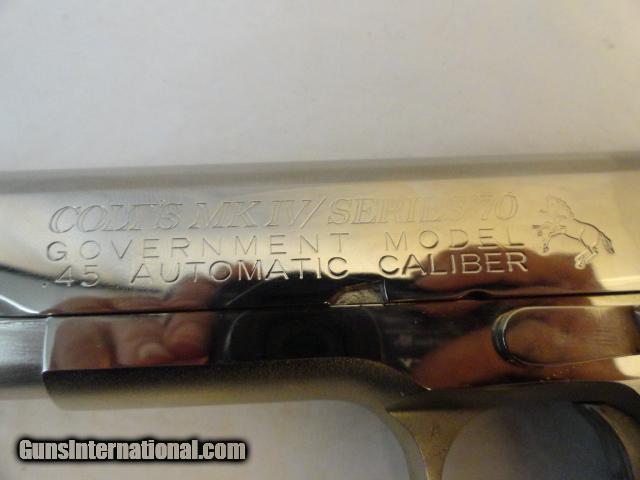 COLT'S MK IV / SERIES '70
GOVERNMENT MODEL
.45 AUTOMATIC CALIBER
GunsInternational.com